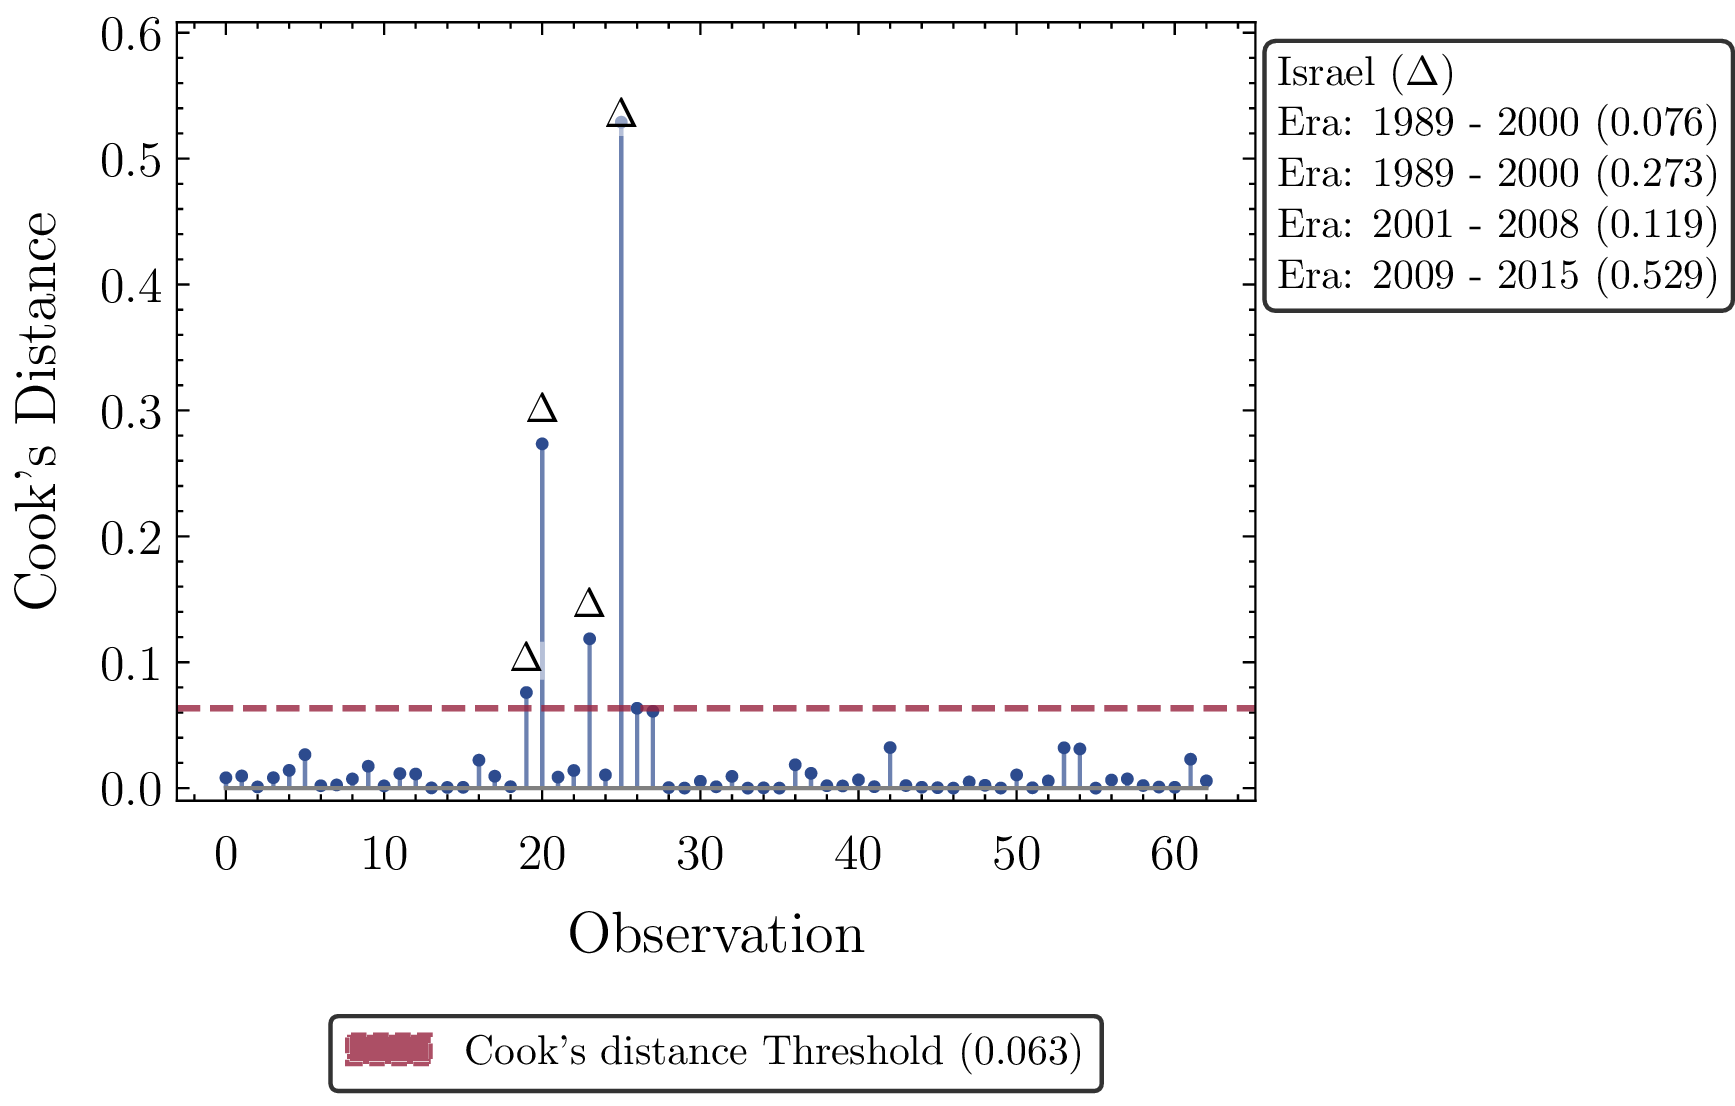 0.6
0.5
0.4
0.3
0.2
0.1
0.0
Cook's Distance
Δ
Δ
Δ
Δ
0 10 20 30 40 50 60
Observation
Israel (Δ)
Era: 1989 - 2000 (0.076)
Era: 1989 - 2000 (0.273)
Era: 2001 - 2008 (0.119)
Era: 2009 - 2015 (0.529)
Cook's distance Threshold (0.063)